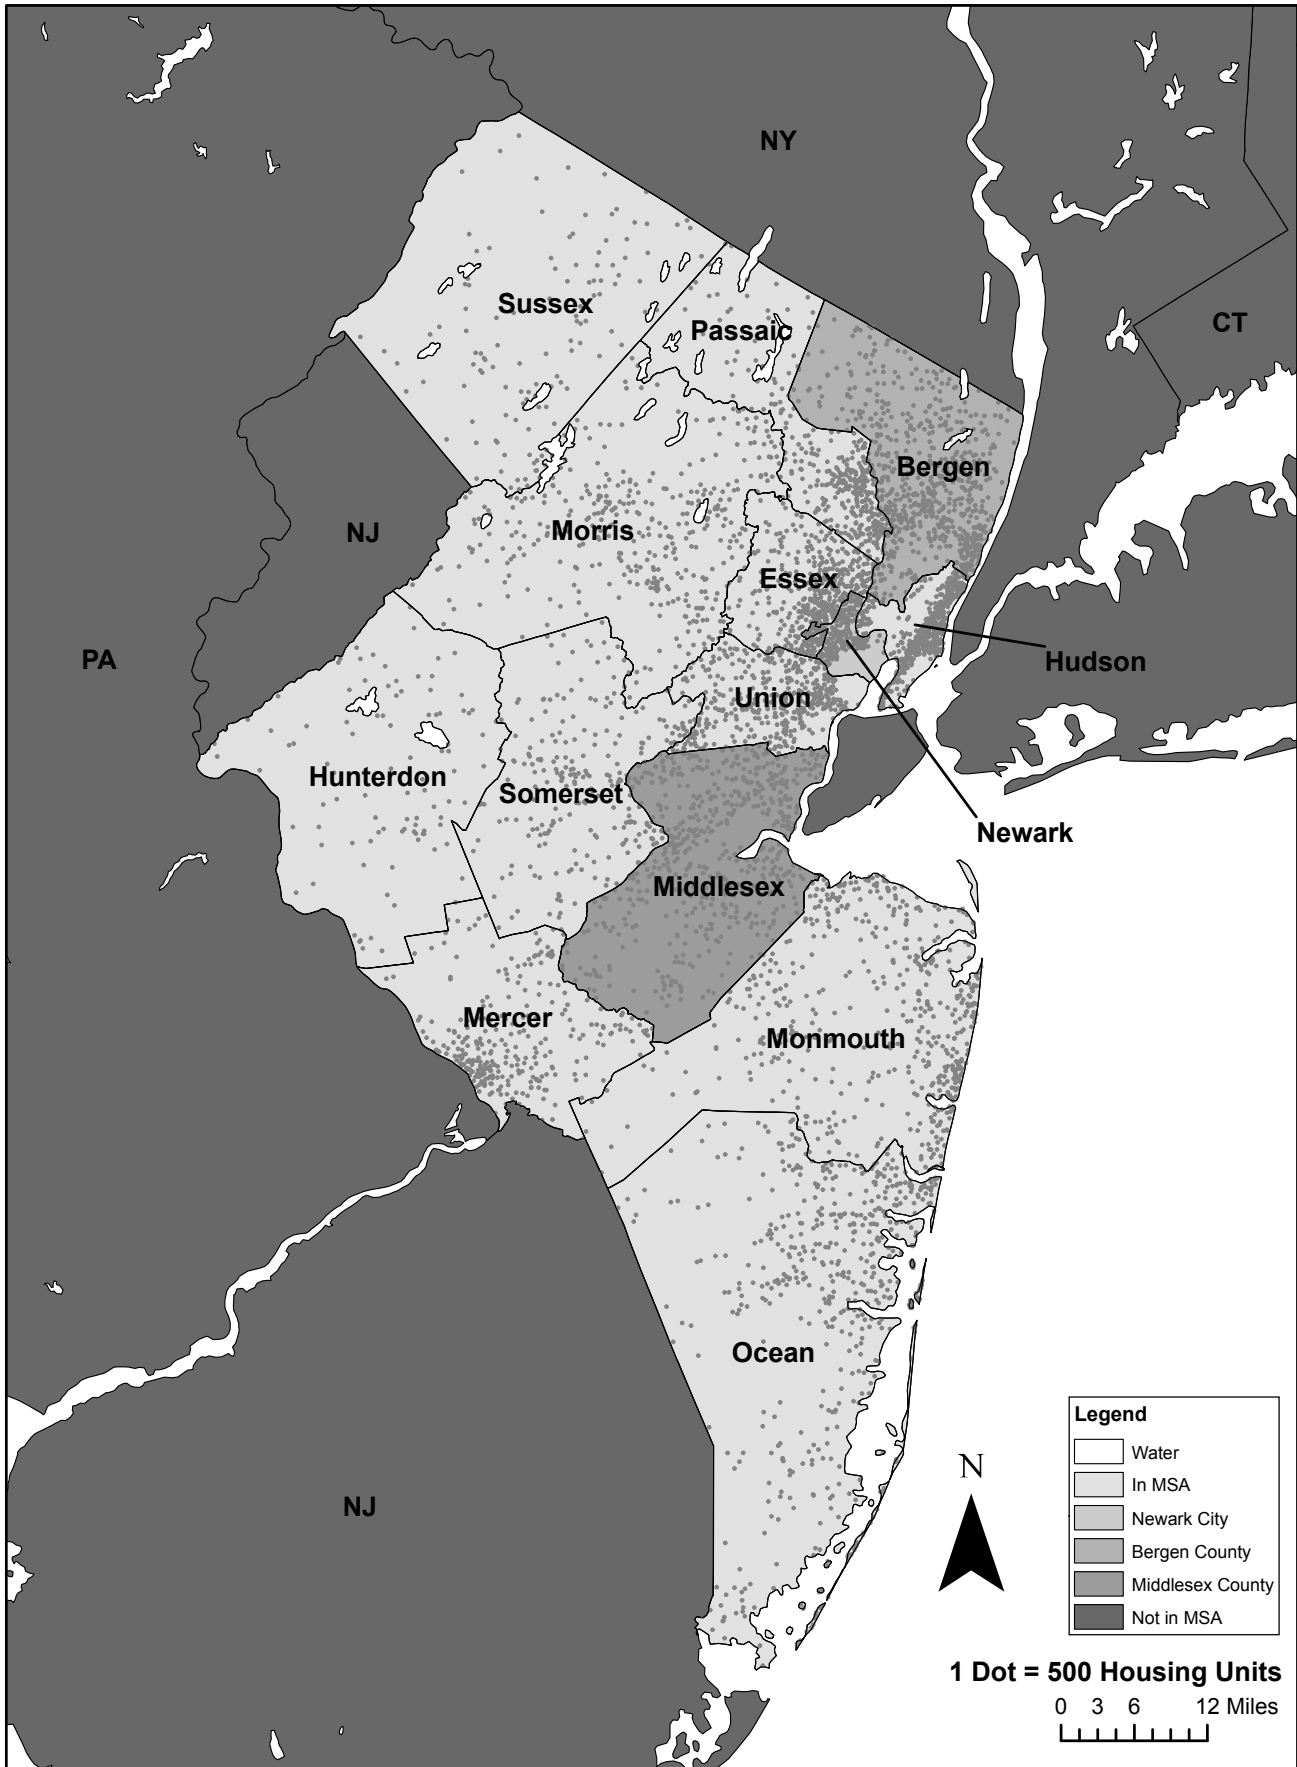 NY
CT
Sussex
Passaic
Bergen
NJ
Morris
Essex
PA
Hudson
Union
Hunterdon
Somerset
Newark
Middlesex
Mercer
Monmouth
Ocean
NJ
N
Legend
Water
In MSA
Newark City
Bergen County
Middlesex County
Not in MSA
1 Dot = 500 Housing Units
0 3 6 12 Miles